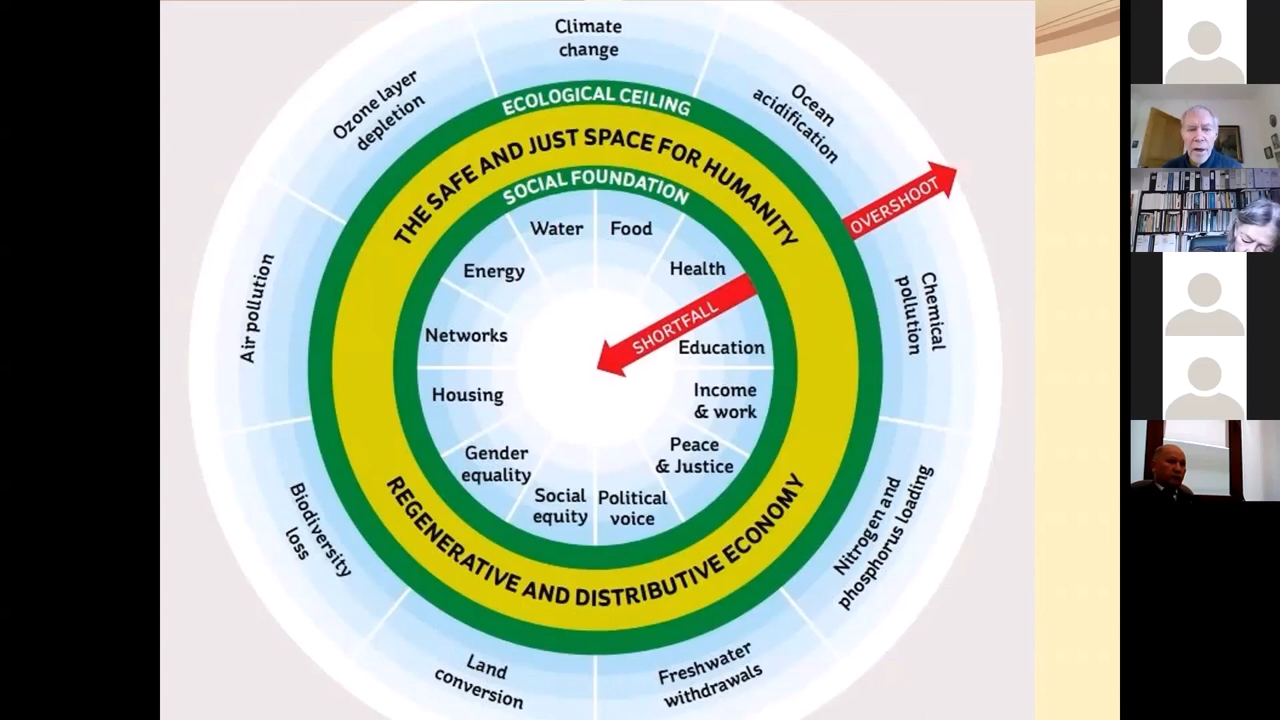 Climate
change
Ozone layer
depletion
Ocean
acidification
ECOLOGICAL CEILING
THE SAFE AND JUST SPACE FOR HUMANITY
SOCIAL FOUNDATION
OVERSHOOT
Water
Food
Energy
Health
Air pollution
Chemical
pollution
SHORTFALL
Networks
Education
Housing
Income
& work
Gender
equality
Peace
& Justice
Social
equity
Political
voice
REGENERATIVE AND DISTRIBUTIVE ECONOMY
Biodiversity
loss
Nitrogen and
phosphorus loading
Land
conversion
Freshwater
withdrawals